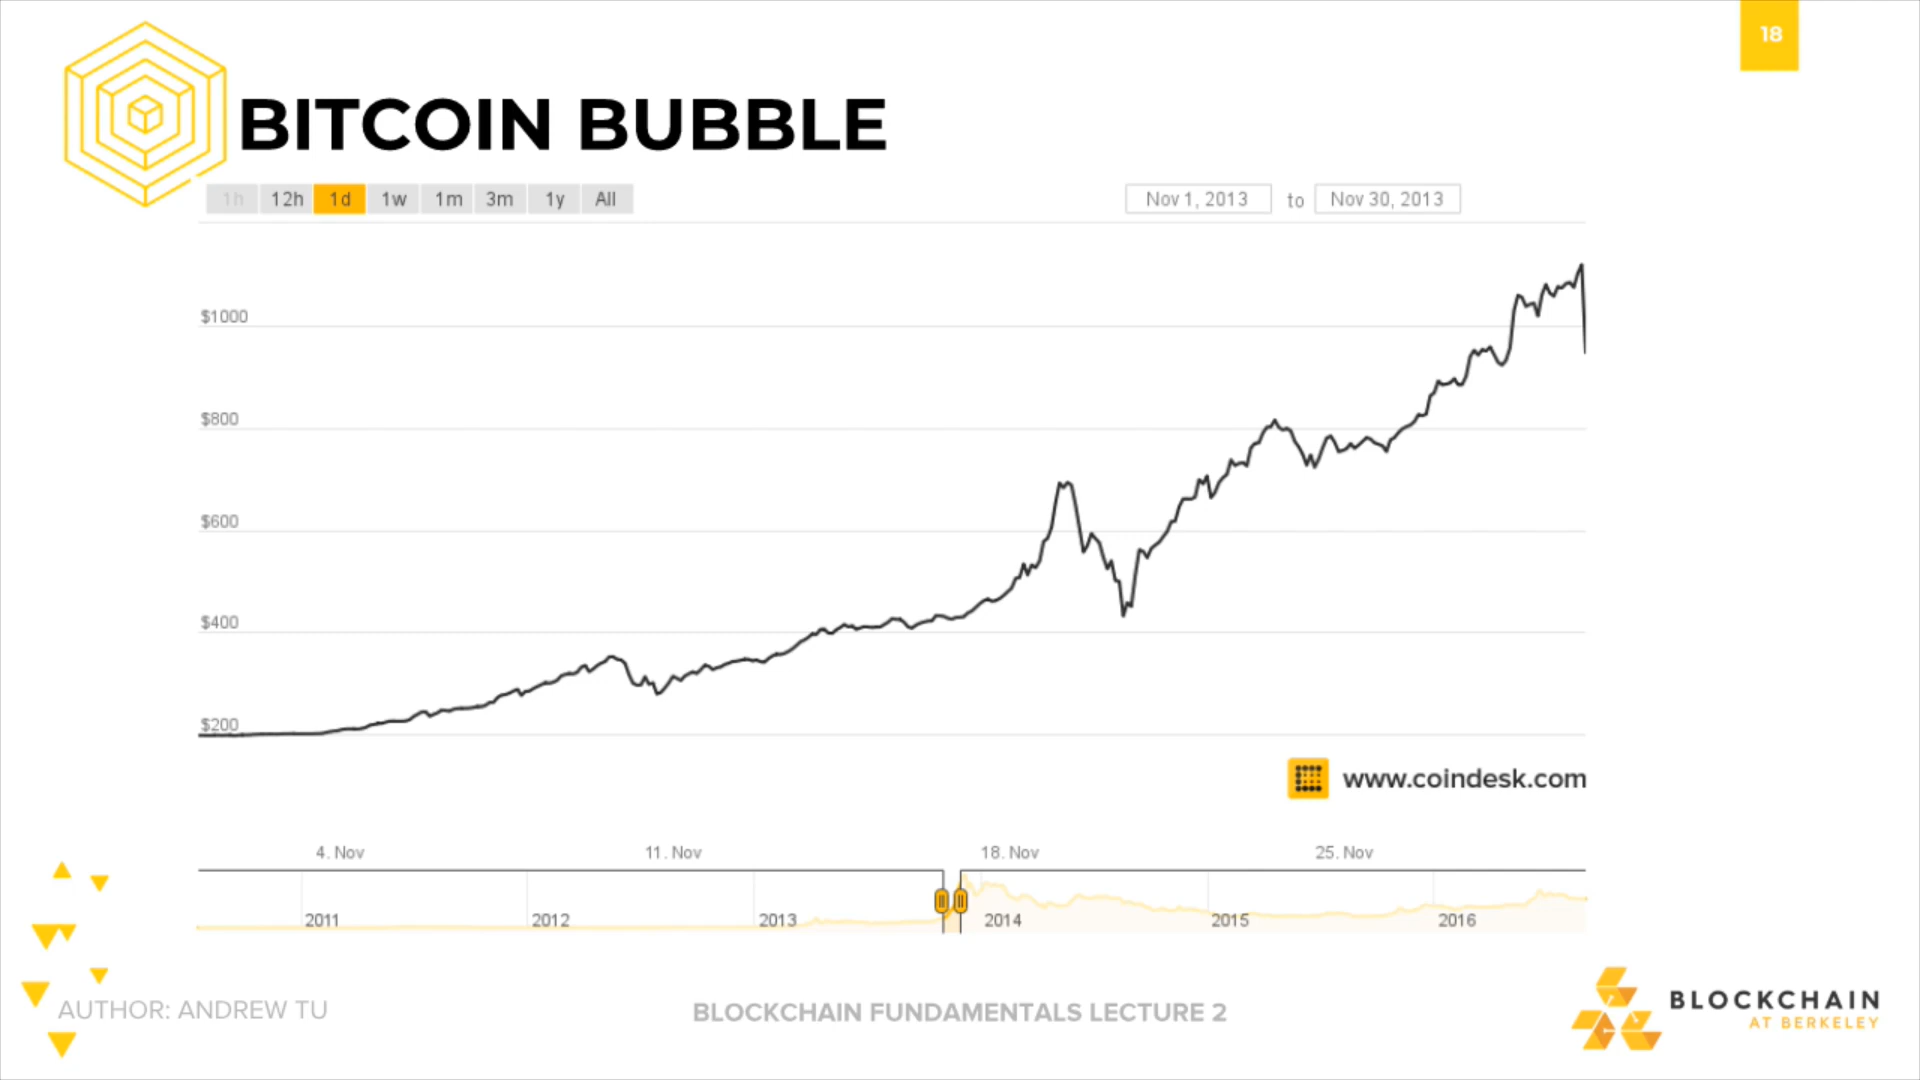 18
BITCOIN BUBBLE
1h 12h 1d 1w 1m 3m 1y All
Nov 1, 2013 to Nov 30, 2013
$1000
$800
$600
$400
$200
www.coindesk.com
4. Nov 11. Nov 18. Nov 25. Nov
2011 2012 2013 2014 2015 2016
AUTHOR: ANDREW TU
BLOCKCHAIN FUNDAMENTALS LECTURE 2
BLOCKCHAIN
AT BERKELEY